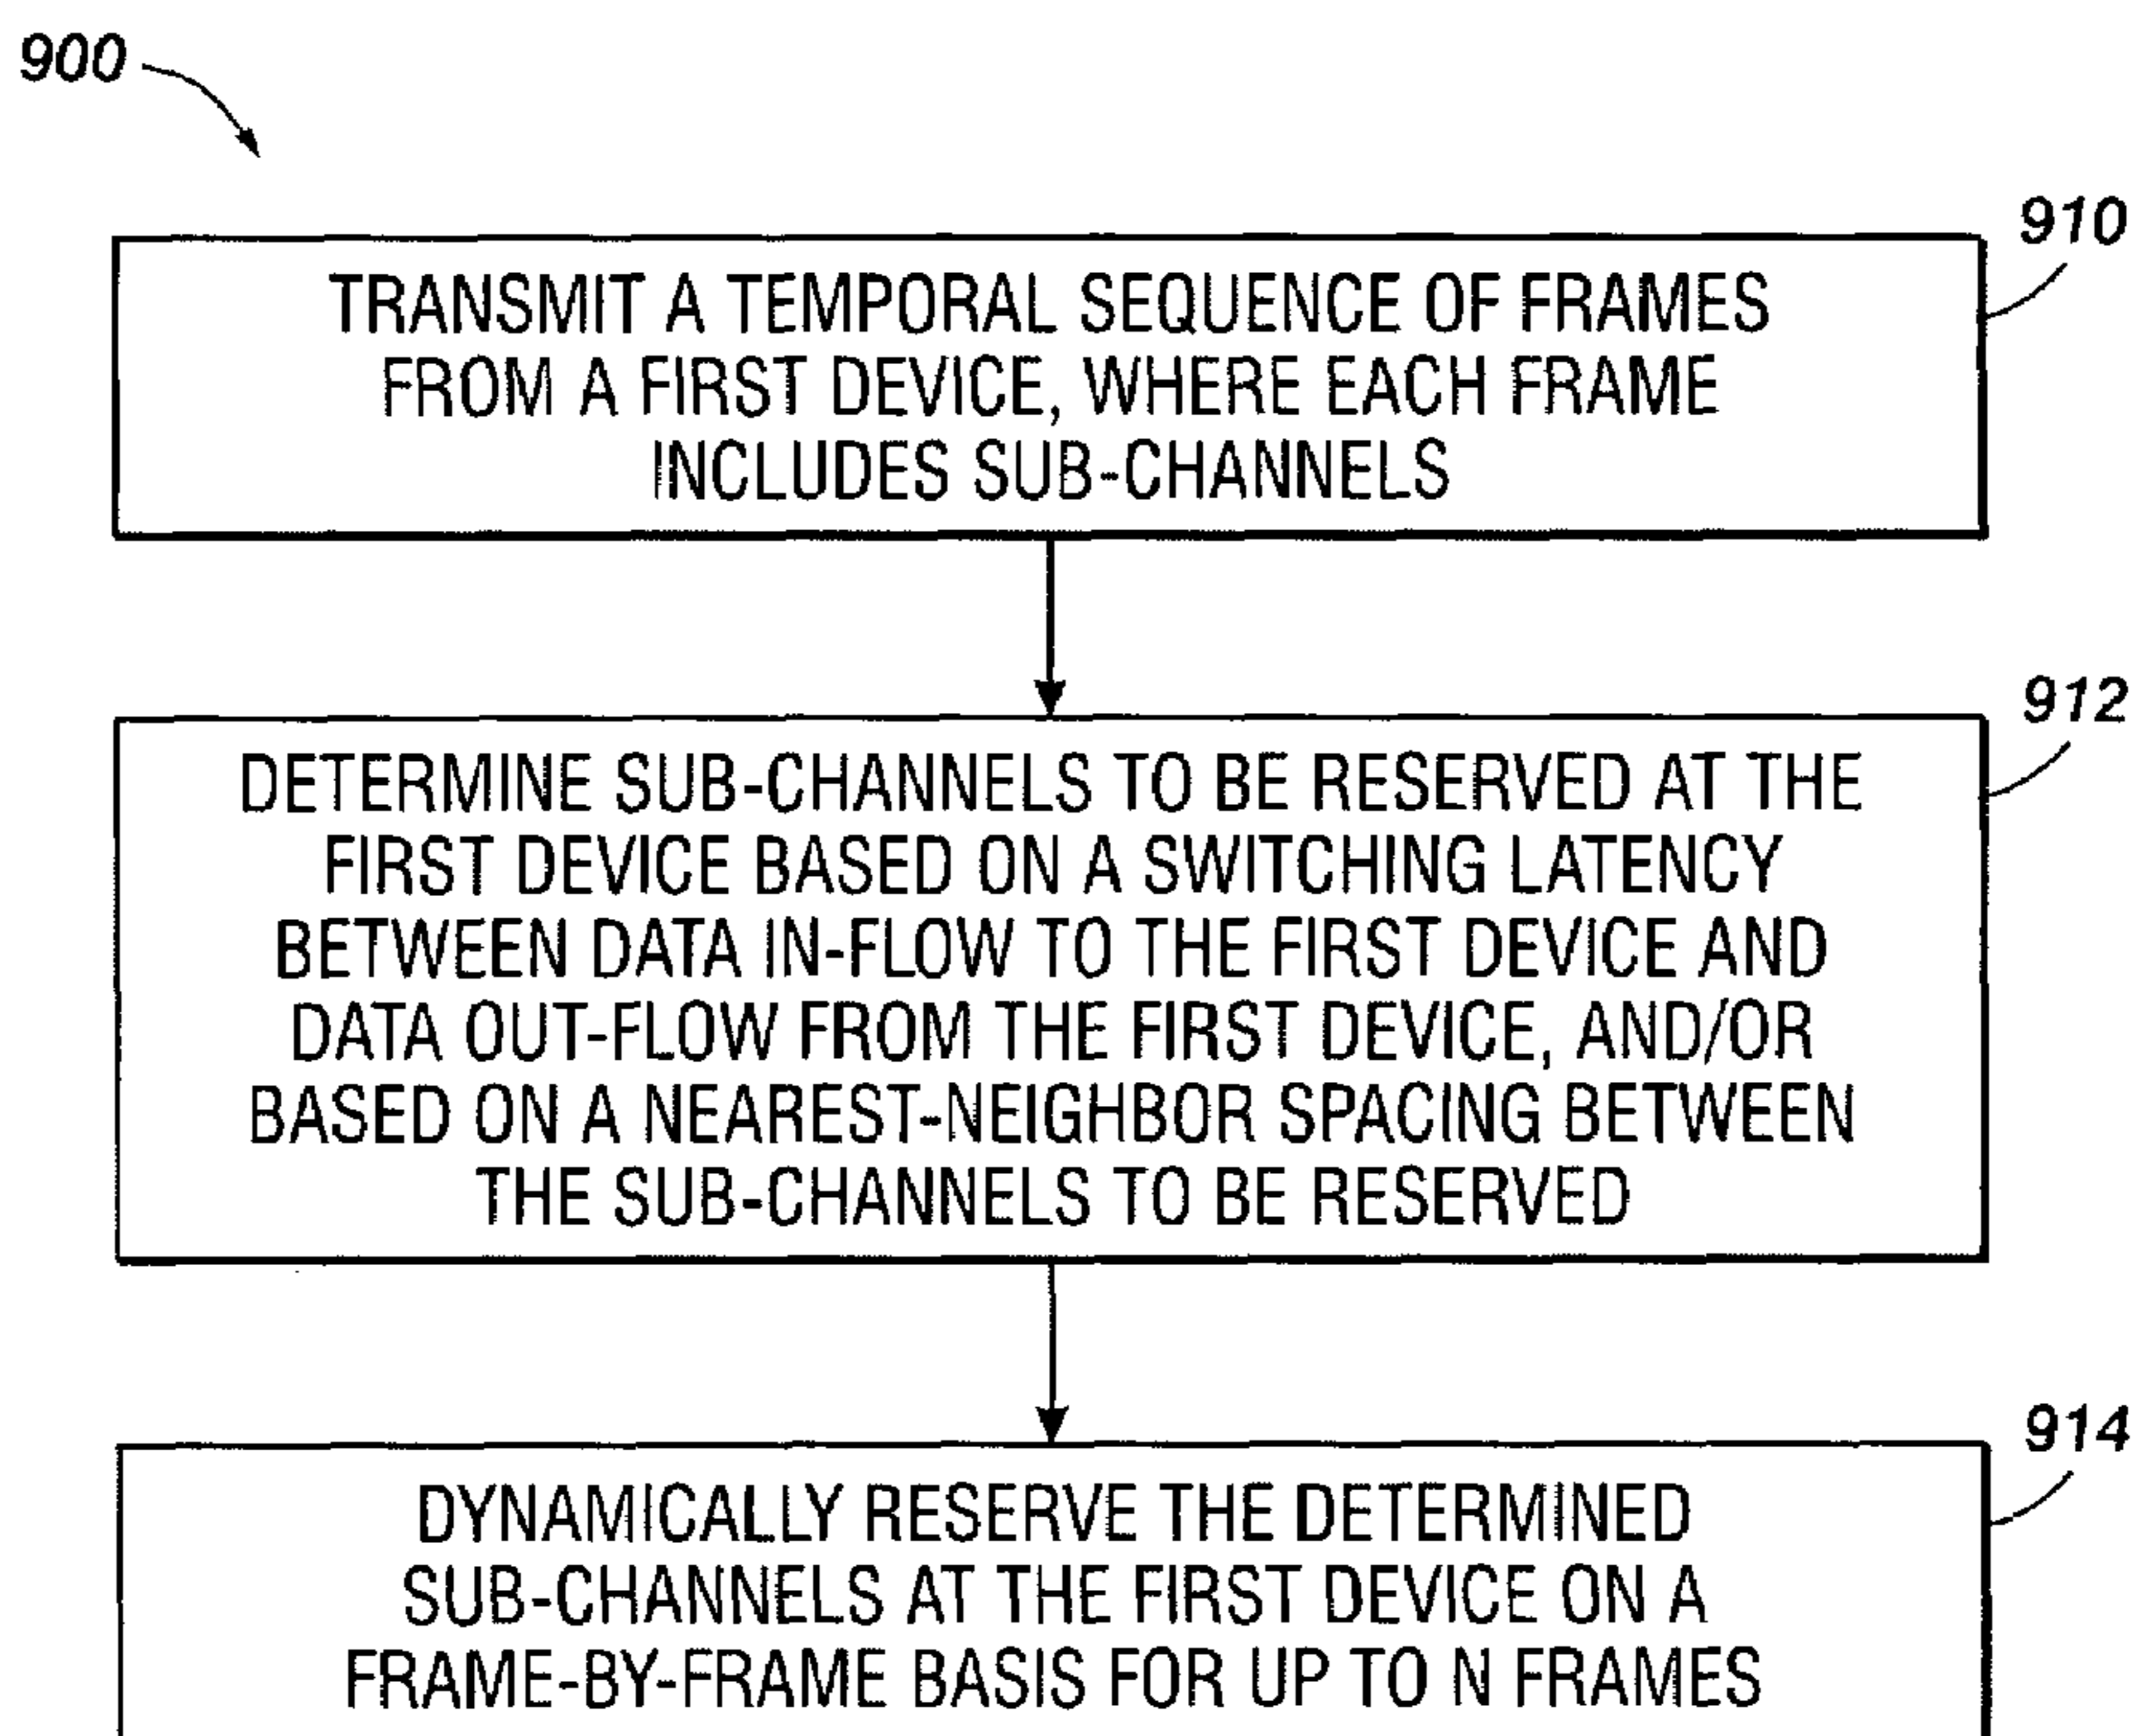 900
910
TRANSMIT A TEMPORAL SEQUENCE OF FRAMES
FROM A FIRST DEVICE, WHERE EACH FRAME
INCLUDES SUB-CHANNELS
912
DETERMINE SUB-CHANNELS TO BE RESERVED AT THE
FIRST DEVICE BASED ON A SWITCHING LATENCY
BETWEEN DATA IN-FLOW TO THE FIRST DEVICE AND
DATA OUT-FLOW FROM THE FIRST DEVICE, AND/OR
BASED ON A NEAREST-NEIGHBOR SPACING BETWEEN
THE SUB-CHANNELS TO BE RESERVED
914
DYNAMICALLY RESERVE THE DETERMINED
SUB-CHANNELS AT THE FIRST DEVICE ON A
FRAME-BY-FRAME BASIS FOR UP TO N FRAMES